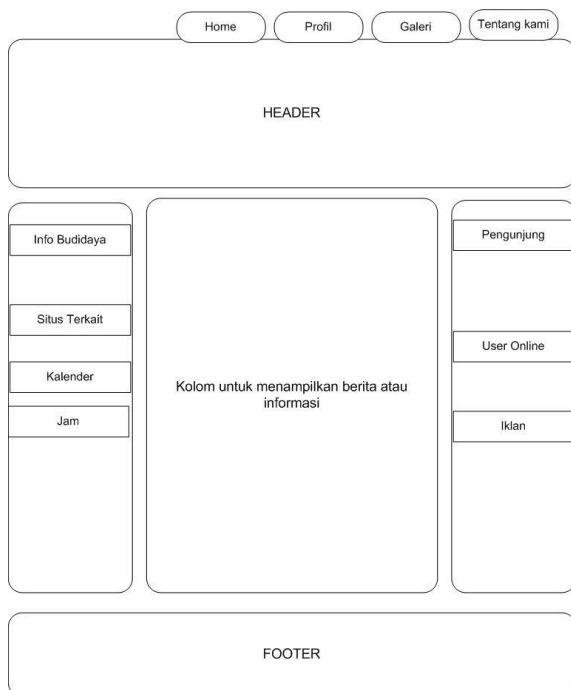 Home
Profil
Galeri
Tentang kami
HEADER
Info Budidaya
Situs Terkait
Kalender
Jam
Kolom untuk menampilkan berita atau
informasi
Pengunjung
User Online
Iklan
FOOTER